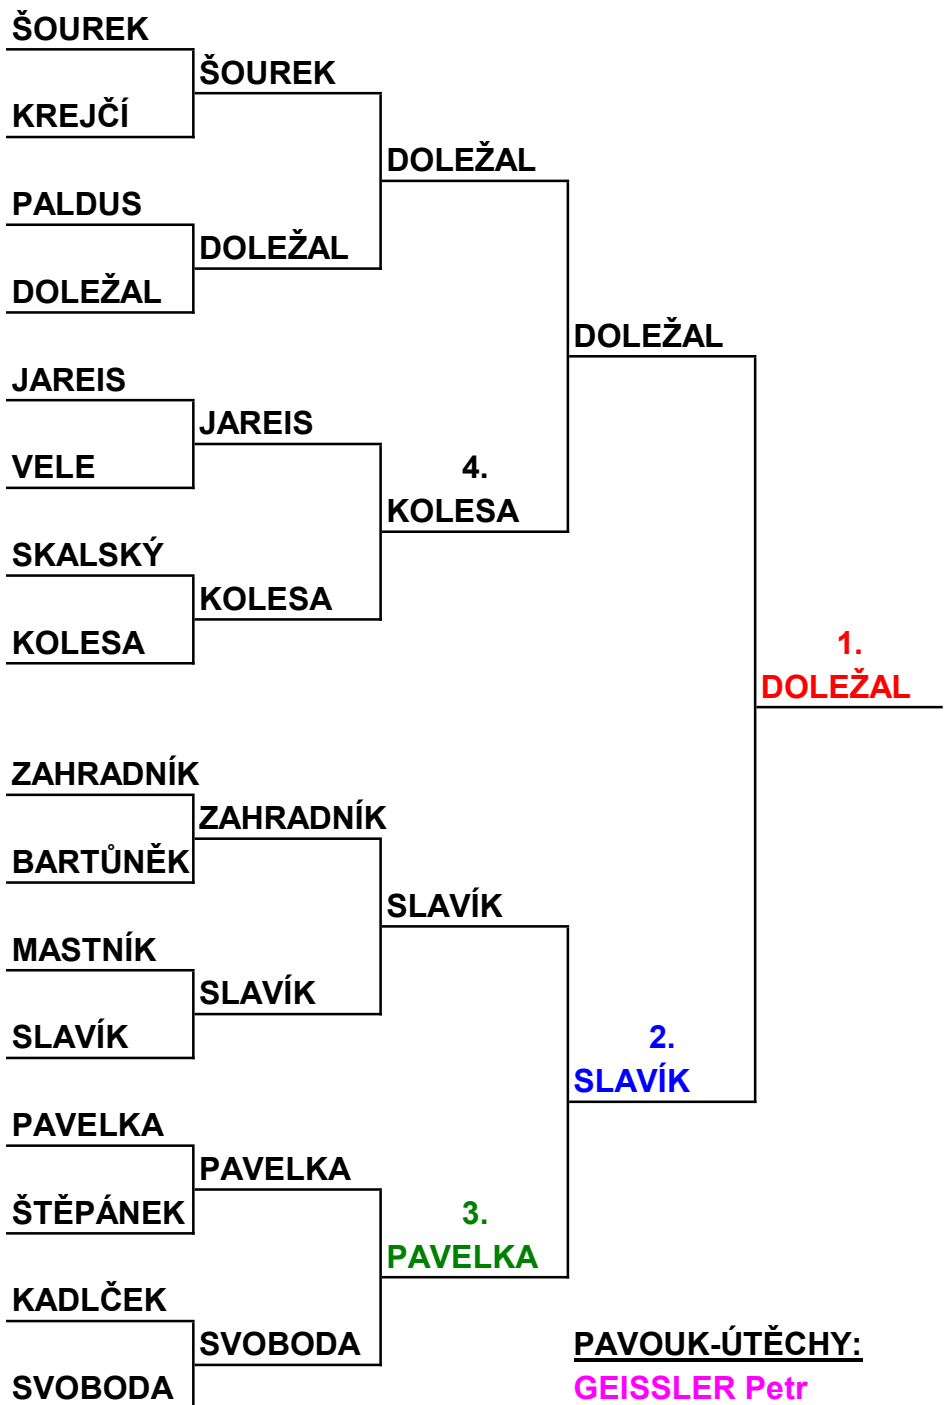 ŠOUREK
ŠOUREK
KREJČÍ
DOLEŽAL
PALDUS
DOLEŽAL
DOLEŽAL
DOLEŽAL
JAREIS
JAREIS
VELE
4.
KOLESA
SKALSKÝ
KOLESA
KOLESA
1.
DOLEŽAL
ZAHRADNÍK
ZAHRADNÍK
BARTŮNĚK
SLAVÍK
MASTNÍK
SLAVÍK
SLAVÍK
2.
SLAVÍK
PAVELKA
PAVELKA
ŠTĚPÁNEK
3.
PAVELKA
KADLČEK
SVOBODA
PAVOUK-ÚTĚCHY:
SVOBODA
GEISSLER Petr